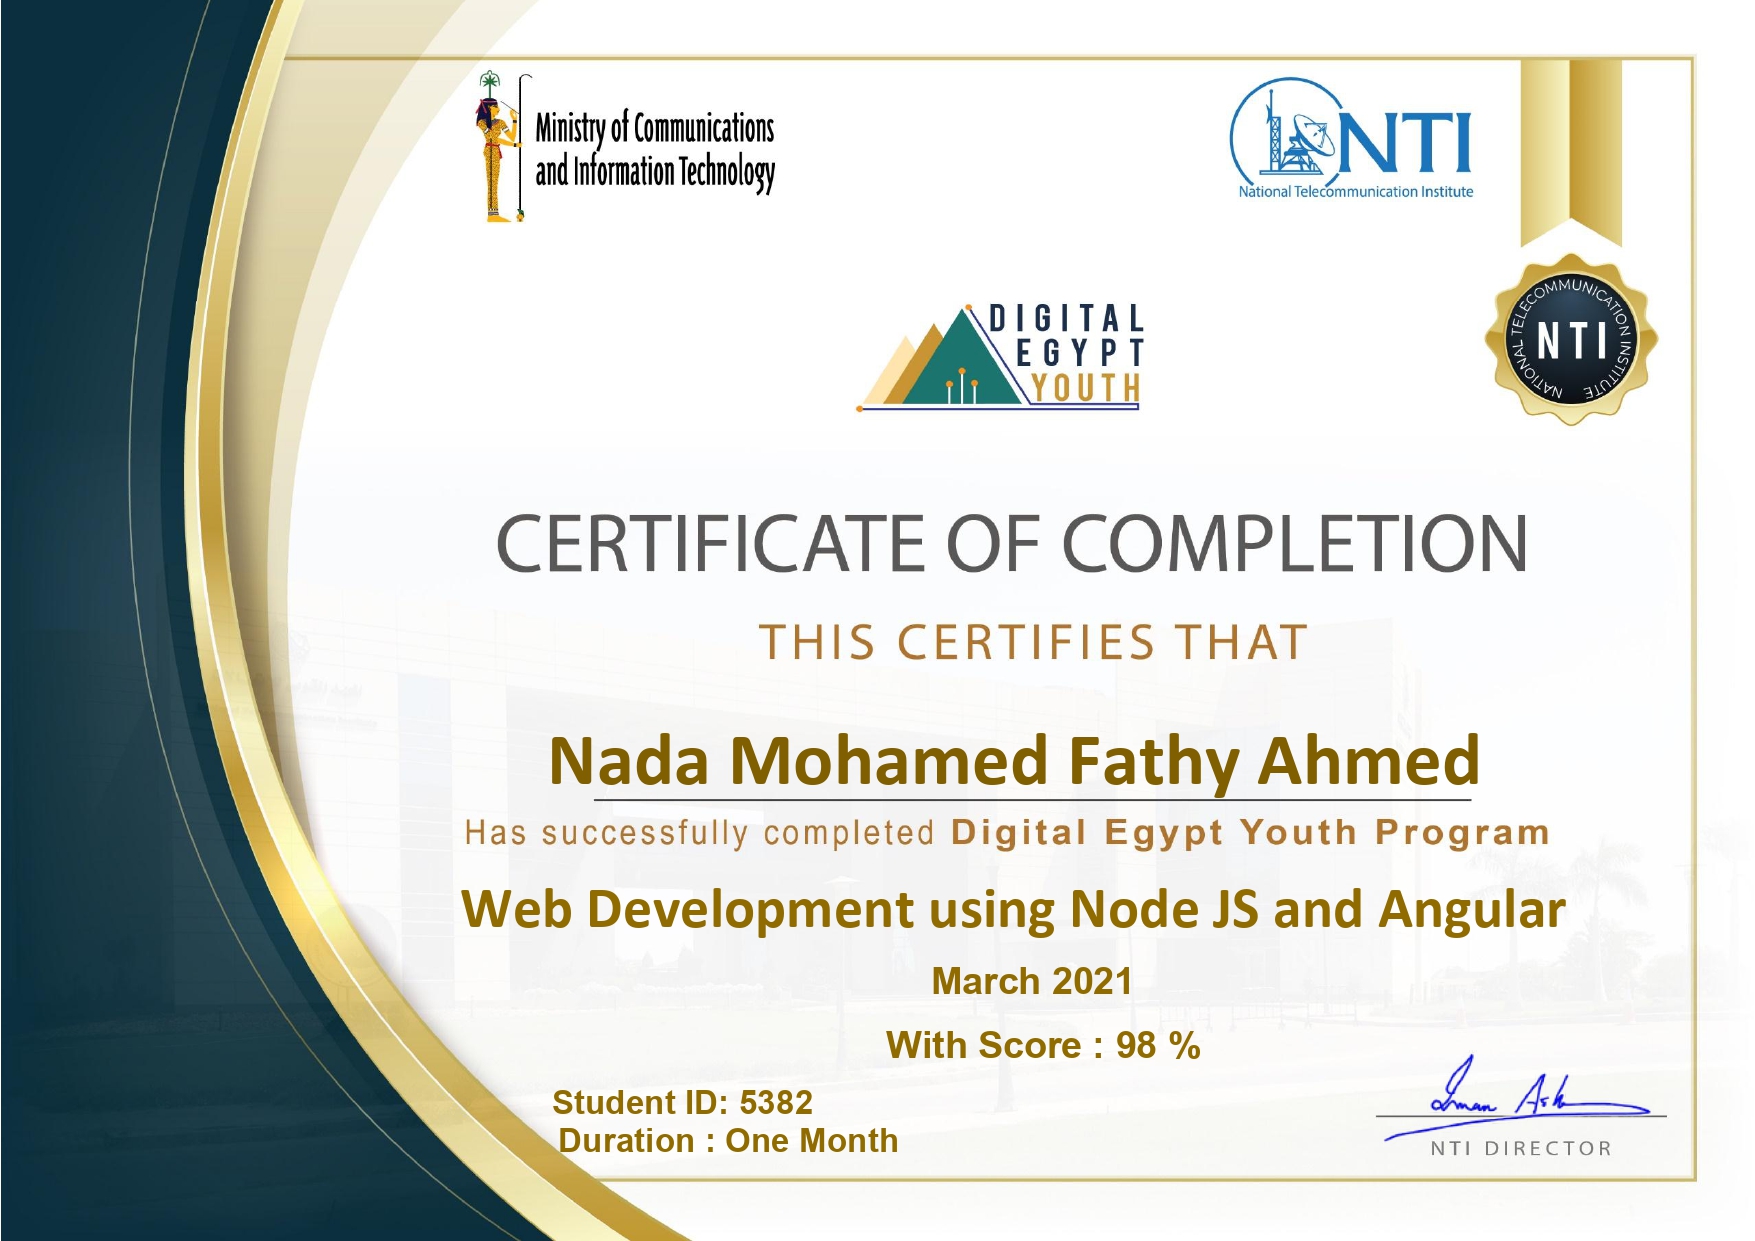 Ministry of Communications
and Information Technology
NTI
National Telecommunication Institute
NATIONAL TELECOMMUNICATION INSTITUTE
NTI
DIGITAL
EGYPT
YOUTH
CERTIFICATE OF COMPLETION
THIS CERTIFIES THAT
Nada Mohamed Fathy Ahmed
Has successfully completed Digital Egypt Youth Program
Web Development using Node JS and Angular
March 2021
With Score : 98 %
Student ID: 5382
Duration : One Month
NTI DIRECTOR